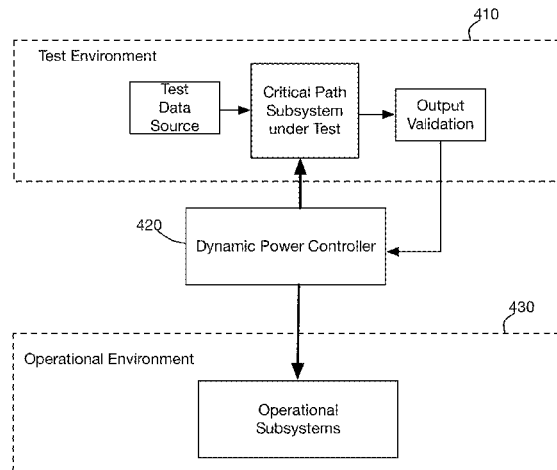 410
Test Environment
Test
Data
Source
Critical Path
Subsystem
under Test
Output
Validation
420
Dynamic Power Controller
430
Operational Environment
Operational
Subsystems